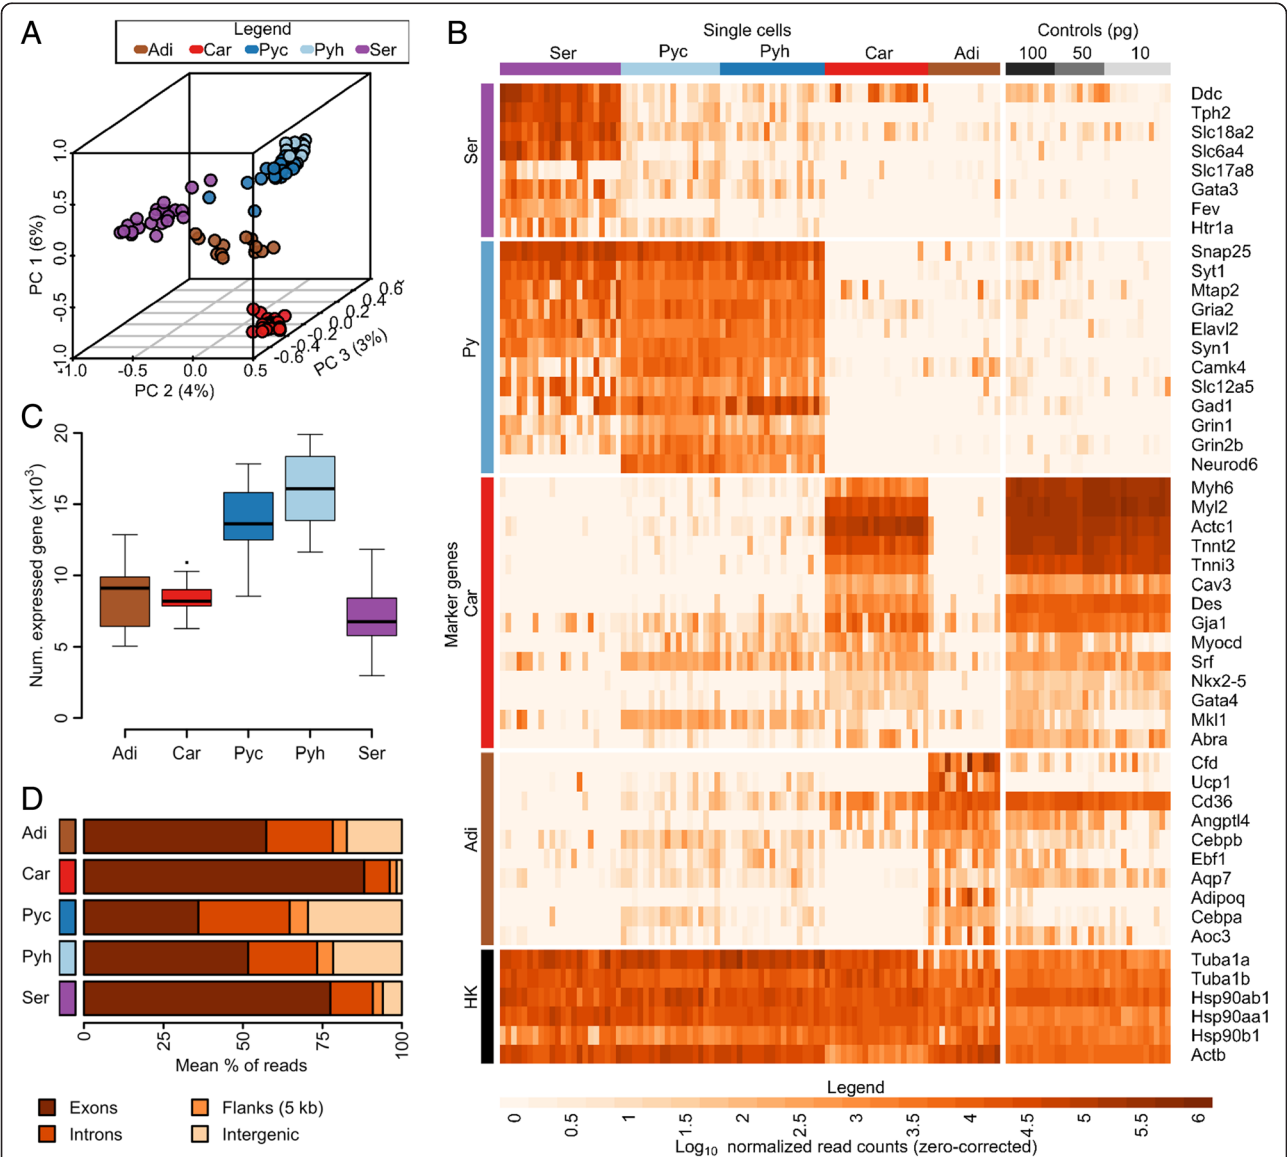 A
Legend
Adi Car Pyc Pyh Ser
PC 1 (6%)
1.0
0.5
0.0
-0.5
-1.0
-1.0 -0.5 0.0 0.5
PC 2 (4%)
-0.6 -0.4 -0.2 0.0 0.2 0.4 0.6
PC 3 (3%)
B
Single cells
Controls (pg)
Ser Pyc Pyh Car Adi 100 50 10
Marker genes
Ser
Ddc
Tph2
Slc18a2
Slc6a4
Slc17a8
Gata3
Fev
Htr1a
Py
Snap25
Syt1
Mtap2
Gria2
Elavl2
Syn1
Camk4
Slc12a5
Gad1
Grin1
Grin2b
Neurod6
Car
Myh6
Myl2
Actc1
Tnnt2
Tnni3
Cav3
Des
Gja1
Myocd
Srf
Nkx2-5
Gata4
Mkl1
Abra
Adi
Cfd
Ucp1
Cd36
Angptl4
Cebpb
Ebf1
Aqp7
Adipoq
Cebpa
Aoc3
HK
Tuba1a
Tuba1b
Hsp90ab1
Hsp90aa1
Hsp90b1
Actb
Legend
0 0.5 1 1.5 2 2.5 3 3.5 4 4.5 5 5.5 6
Log10 normalized read counts (zero-corrected)
C
Num. expressed gene (x10³)
20
15
10
5
0
Adi Car Pyc Pyh Ser
D
Adi
Car
Pyc
Pyh
Ser
0 25 50 75 100
Mean % of reads
Exons
Introns
Flanks (5 kb)
Intergenic